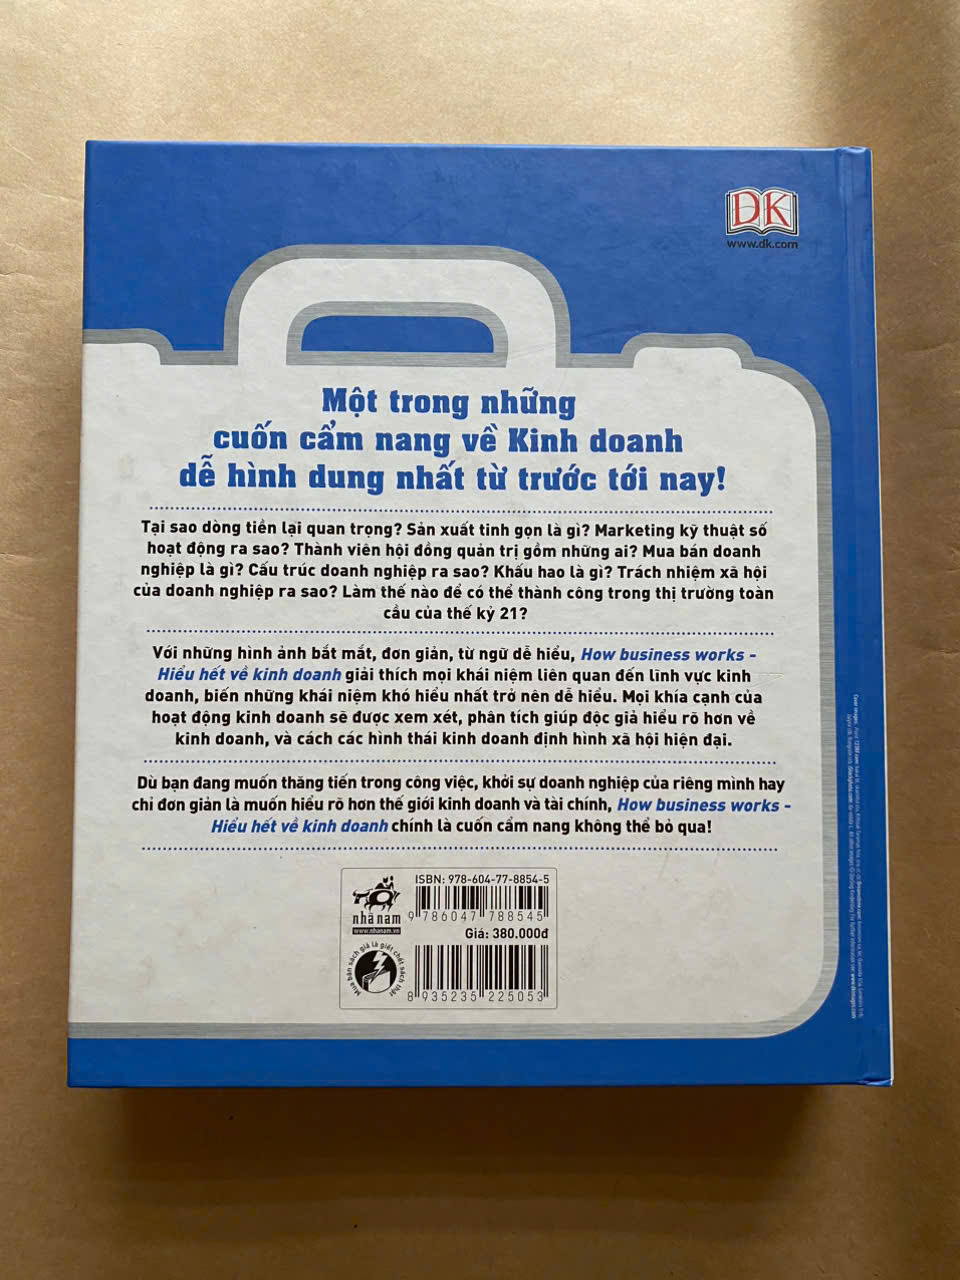 DK
www.dk.com
Một trong những
cuốn cẩm nang về Kinh doanh
dễ hình dung nhất từ trước tới nay!
Tại sao dòng tiền lại quan trọng? Sản xuất tinh gọn là gì? Marketing kỹ thuật số
hoạt động ra sao? Thành viên hội đồng quản trị gồm những ai? Mua bán doanh
nghiệp là gì? Cấu trúc doanh nghiệp ra sao? Khấu hao là gì? Trách nhiệm xã hội
của doanh nghiệp ra sao? Làm thế nào để có thể thành công trong thị trường toàn
cầu của thế kỷ 21?
Với những hình ảnh bắt mắt, đơn giản, từ ngữ dễ hiểu, How business works -
Hiểu hết về kinh doanh giải thích mọi khái niệm liên quan đến lĩnh vực kinh
doanh, biến những khái niệm khó hiểu nhất trở nên dễ hiểu. Mọi khía cạnh của
hoạt động kinh doanh sẽ được xem xét, phân tích giúp độc giả hiểu rõ hơn về
kinh doanh, và cách các hình thái kinh doanh định hình xã hội hiện đại.
Dù bạn đang muốn thăng tiến trong công việc, khởi sự doanh nghiệp của riêng mình hay
chỉ đơn giản là muốn hiểu rõ hơn thế giới kinh doanh và tài chính, How business works -
Hiểu hết về kinh doanh chính là cuốn cẩm nang không thể bỏ qua!
ISBN: 978-604-77-8854-5
nhã nam
www.nhanam.vn
9 786047 788545
Giá: 380.000đ
Mua bán sách giả là giết chết sách thật
8 935235 225053